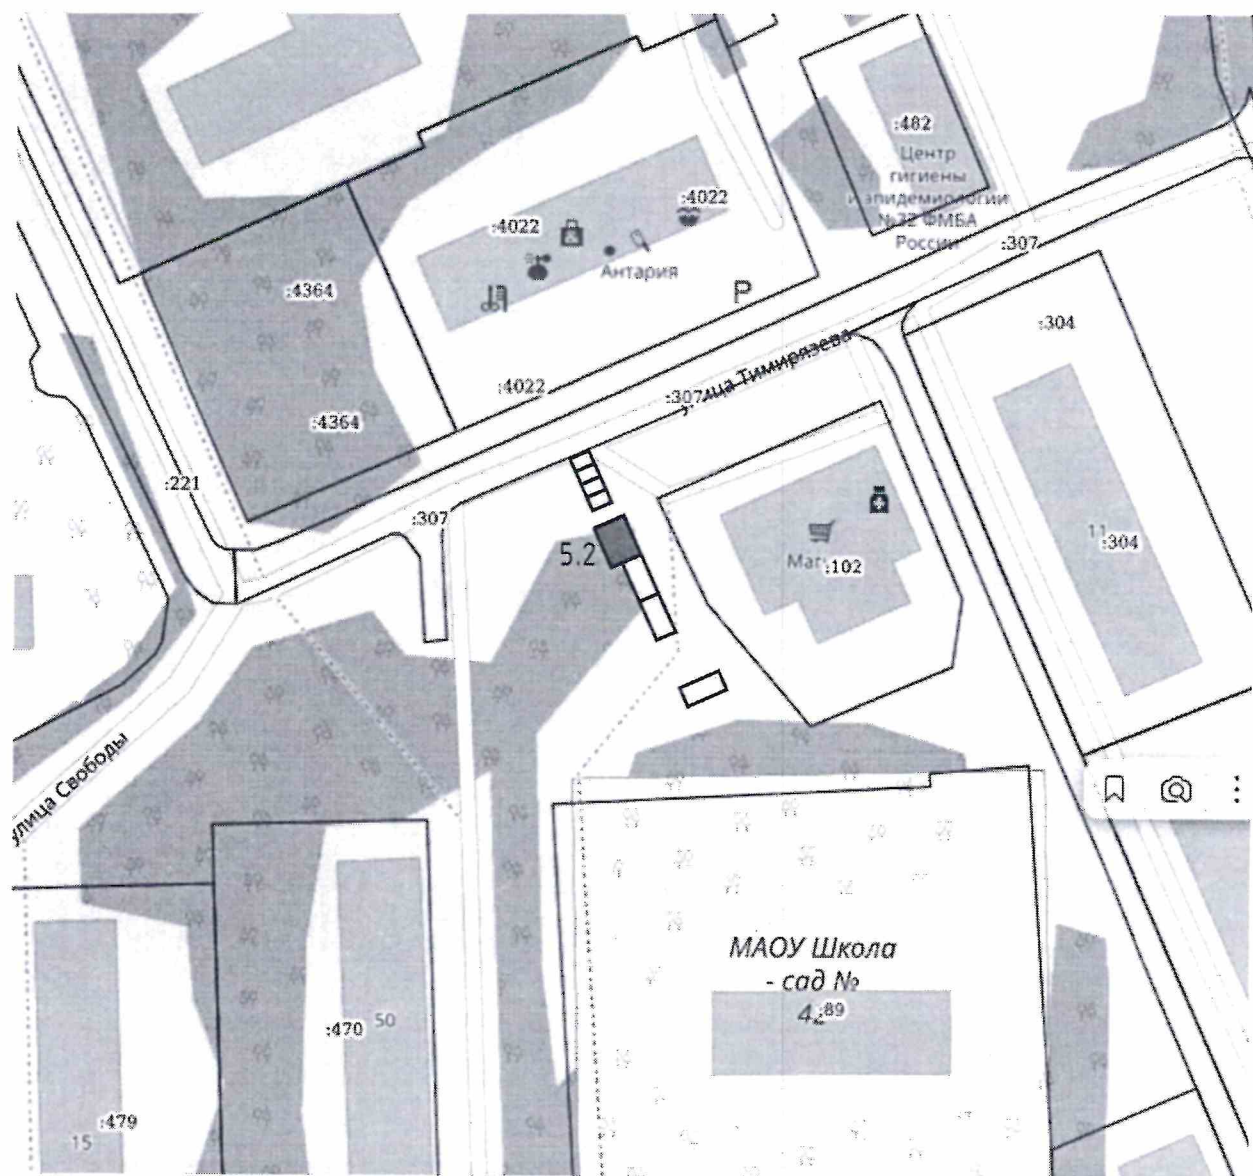 :482
Центр
гигиены
и эпидемиологии
№32 ФМБА
России
:4022
:4022
:307
Антария
:4364
P
:304
улица Тимирязева
:4022
:307
:4364
:221
:307
5.2
11
:304
:102
улица Свободы
МАОУ Школа
- сад №
42
:89
:470
50
:479
15